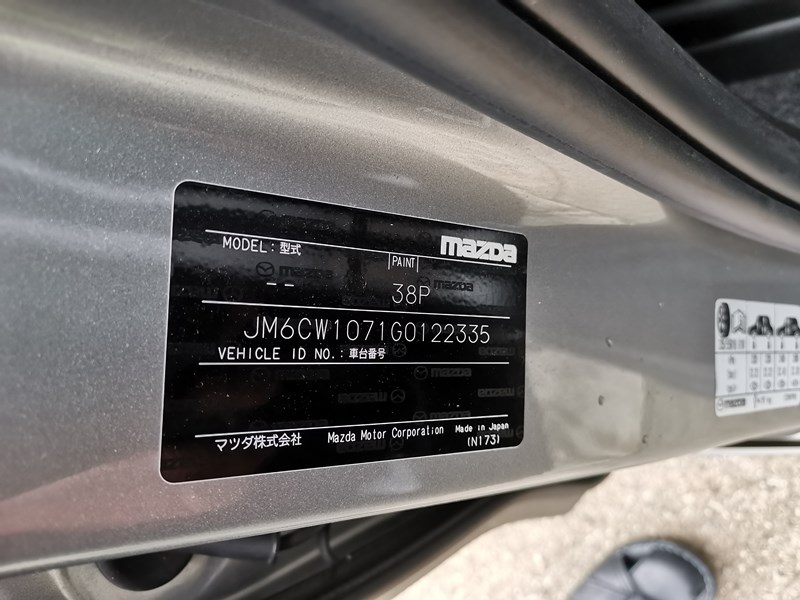 mazda
MODEL : 型式
PAINT
-- 38P
JM6CW1071G0122335
VEHICLE ID NO. : 車台番号
マツダ株式会社 Mazda Motor Corporation Made in Japan
(N173)